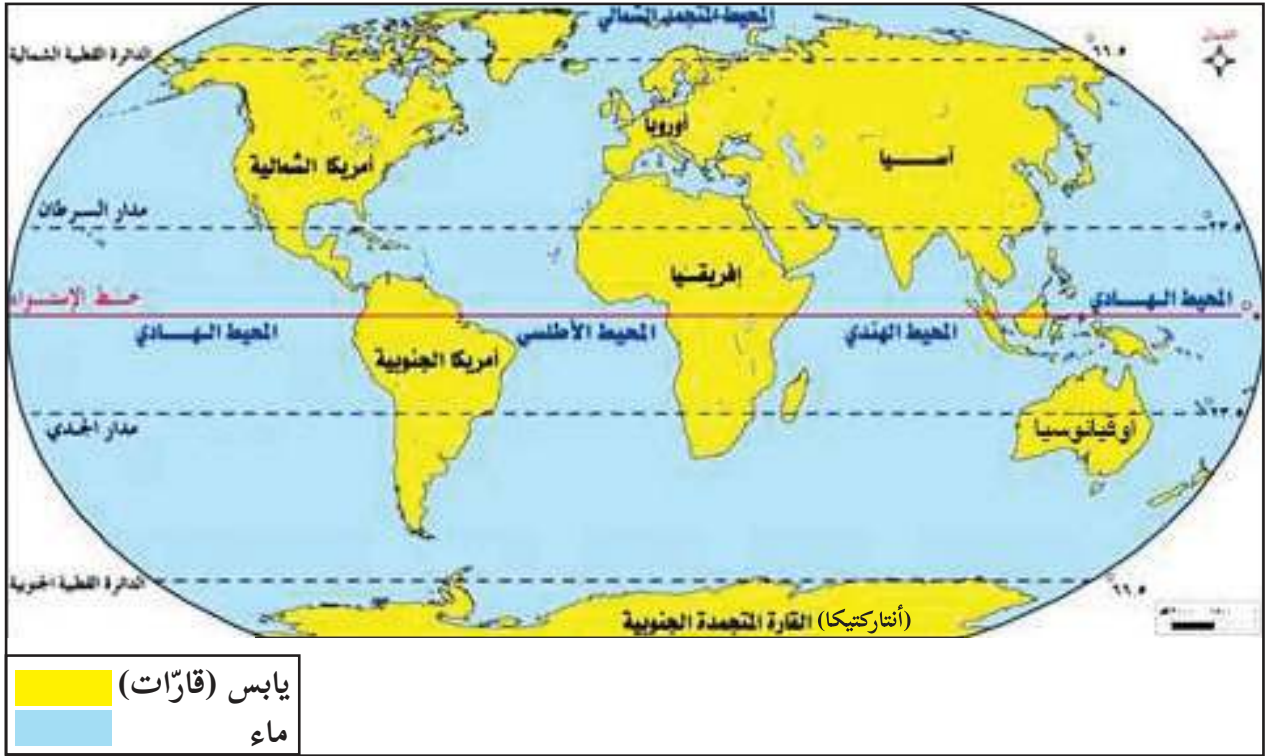 المحيط المتجمد الشمالي
الشمال
الدائرة القطبية الشمالية
٦٦.٥
أوروبا
أمريكا الشمالية
آسيا
مدار السرطان
٢٣.٥
إفريقيا
خط الإستواء
المحيط الهادي
٠
المحيط الهادي
المحيط الأطلسي
المحيط الهندي
أمريكا الجنوبية
مدار الجدي
٢٣.٥
أوقيانوسيا
الدائرة القطبية الجنوبية
٦٦.٥
(أنتاركتيكا) القارة المتجمدة الجنوبية
يابس (قارّات)
ماء